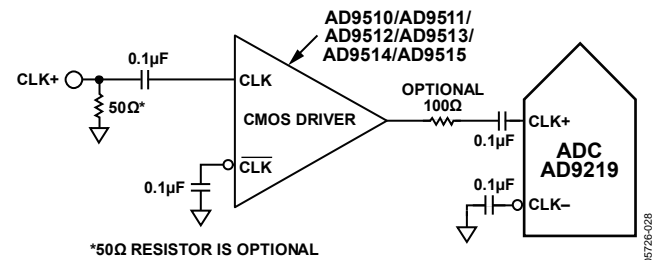 AD9510/AD9511/
AD9512/AD9513/
AD9514/AD9515
0.1µF
CLK+
50Ω*
CLK
CMOS DRIVER
CLK
0.1µF
OPTIONAL
100Ω
0.1µF
CLK+
ADC
AD9219
0.1µF
CLK–
*50Ω RESISTOR IS OPTIONAL
05726-028